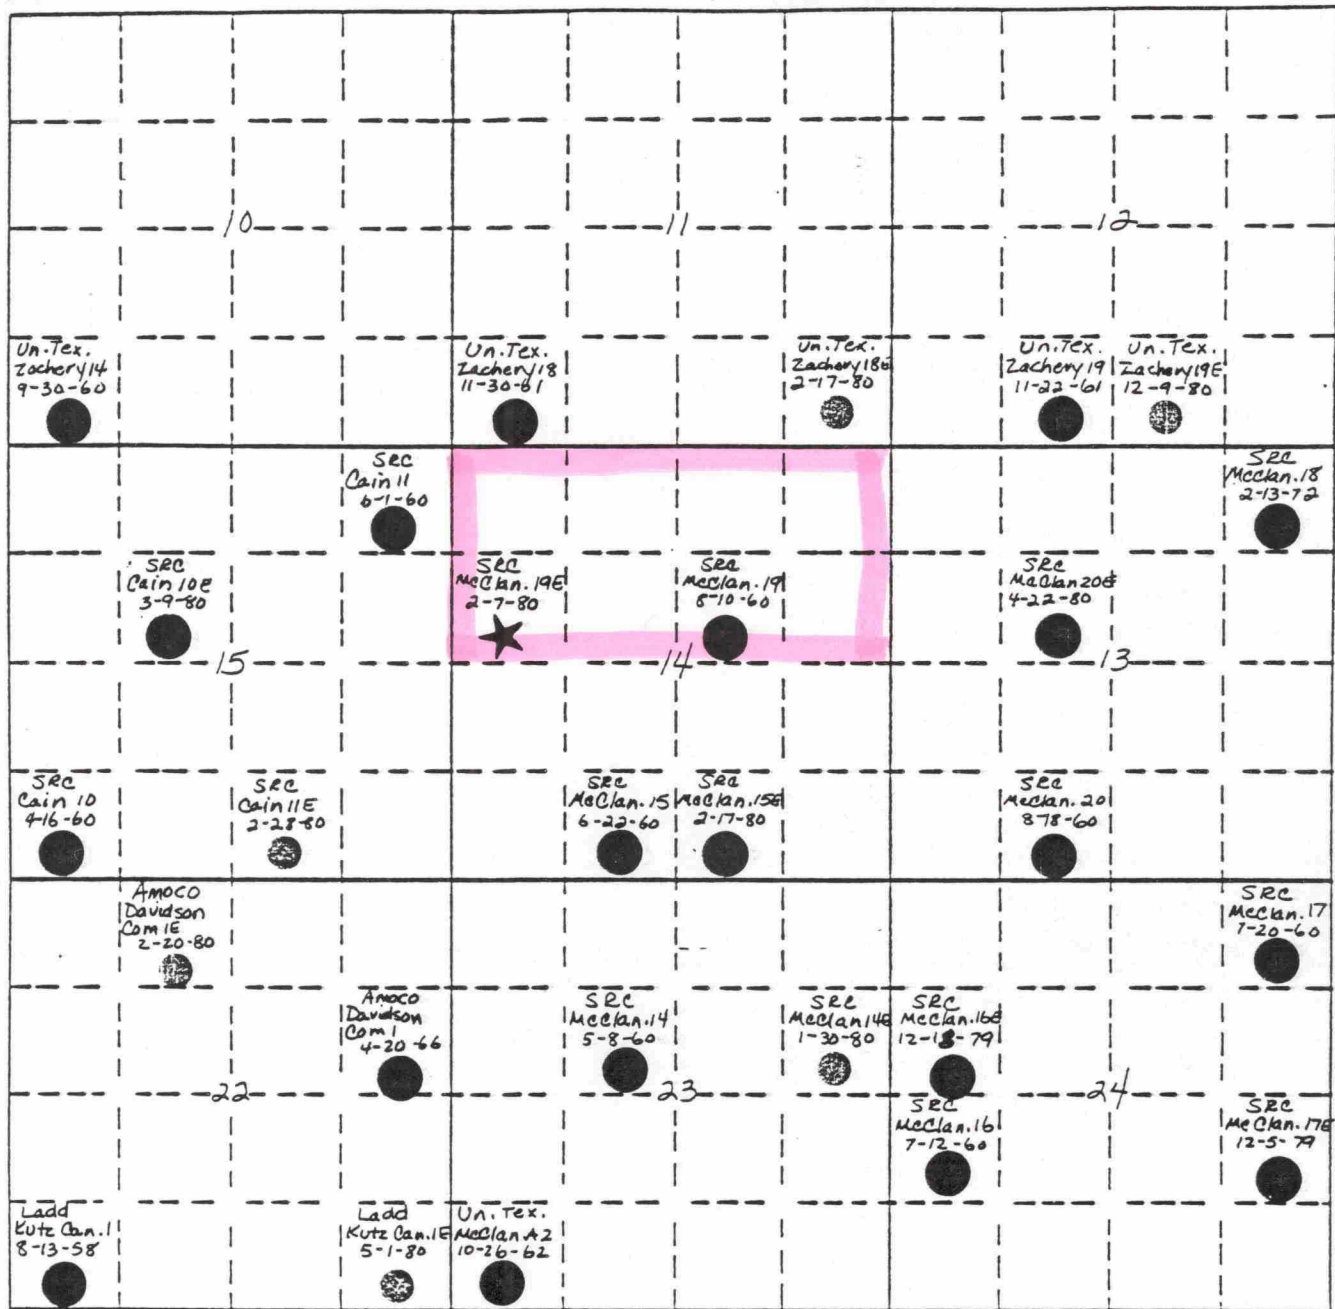 10
11
12
Un. Tex.
Zachery 14
9-30-60
Un. Tex.
Zachery 18
11-30-61
Un. Tex.
Zachery 18E
2-17-80
Un. Tex.
Zachery 19
11-22-61
Un. Tex.
Zachery 19E
12-9-80
SRC
Cain 11
6-1-60
SRC
McClan. 18
2-13-72
SRC
Cain 10E
3-9-80
SRC
McClan. 19E
2-7-80
SRC
McClan. 19
8-10-60
SRC
McClan 20E
4-22-80
15
14
13
SRC
Cain 10
4-16-60
SRC
Cain 11E
2-28-80
SRC
McClan. 15
6-22-60
SRC
McClan. 15E
2-17-80
SRC
McClan. 20
Amoco
Davidson
Com 1E
2-20-80
SRC
McClan. 17
7-20-60
Amoco
Davidson
Com 1
4-20-66
SRC
McClan. 14
5-8-60
SRC
McClan 14E
1-30-80
SRC
McClan. 16E
22
23
24
SRC
McClan. 16
7-12-60
SRC
McClan. 17E
12-5-79
Ladd
Kutz Can. 1
8-13-58
Ladd
Kutz Can. 1E
5-1-80
Un. Tex.
McClan A2
10-26-62